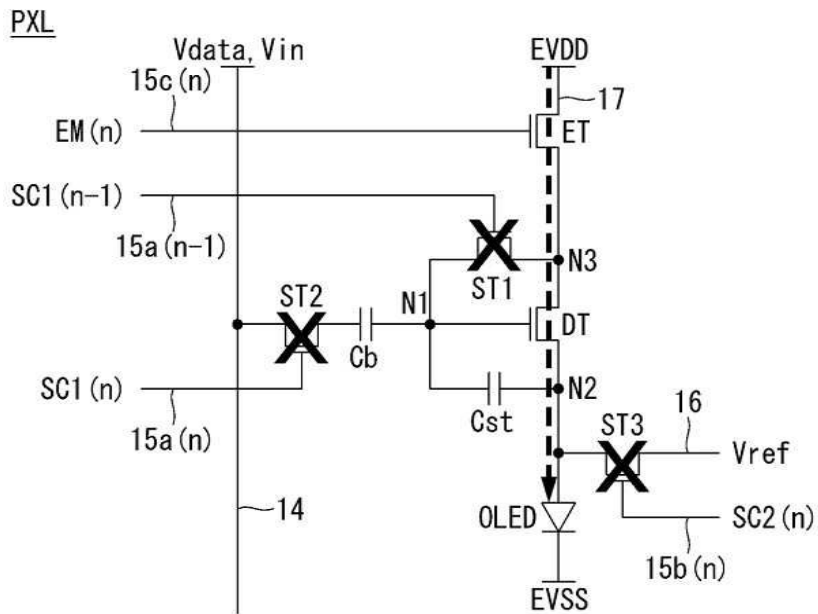 PXL
Vdata,Vin
EVDD
15c(n)
17
EM(n)
ET
SC1(n-1)
15a(n-1)
N3
ST1
ST2
N1
DT
Cb
SC1(n)
N2
Cst
15a(n)
ST3
16
Vref
14
OLED
SC2(n)
15b(n)
EVSS